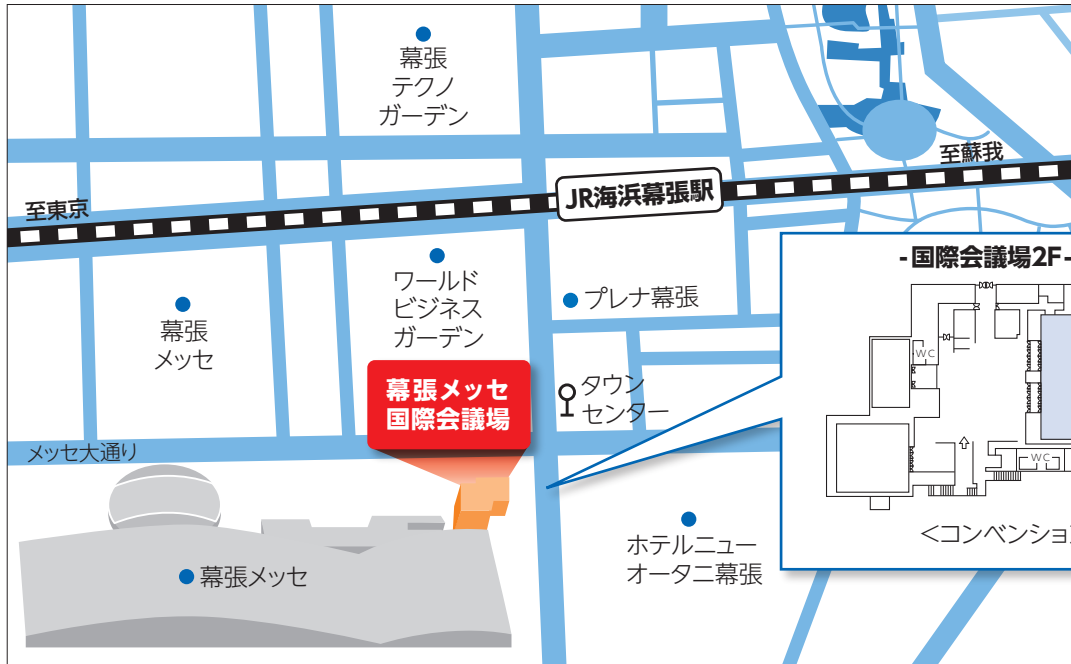 幕張
テクノ
ガーデン
至蘇我
JR海浜幕張駅
至東京
-国際会議場2F-
ワールド
ビジネス
ガーデン
プレナ幕張
幕張
メッセ
WC
幕張メッセ
国際会議場
タウン
センター
メッセ大通り
WC
<コンベンショ
ホテルニュー
オータニ幕張
幕張メッセ